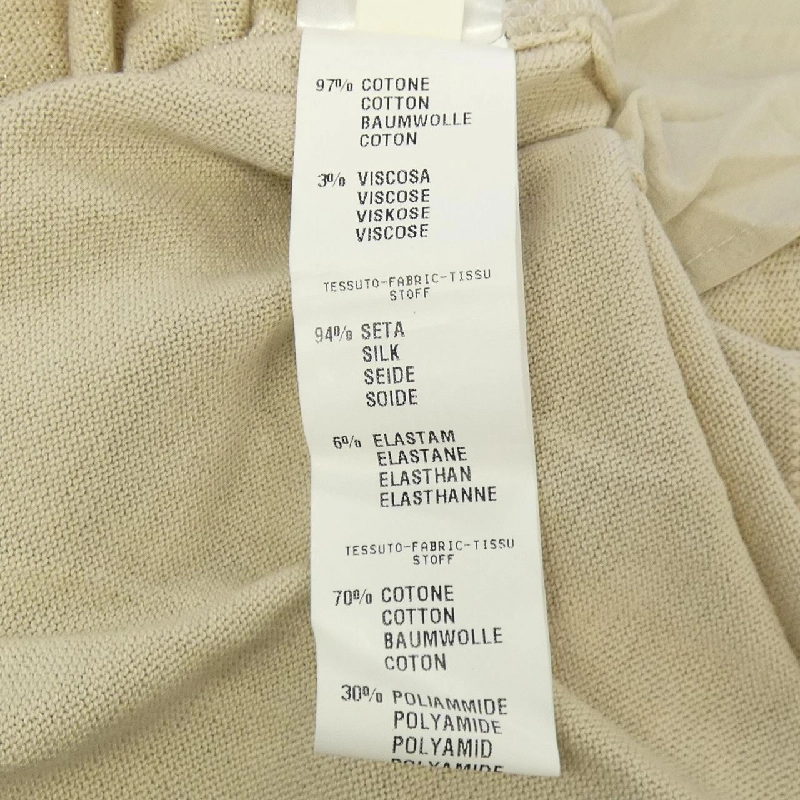 97% COTONE
COTTON
BAUMWOLLE
COTON
3% VISCOSA
VISCOSE
VISKOSE
VISCOSE
TESSUTO-FABRIC-TISSU
STOFF
94% SETA
SILK
SEIDE
SOIDE
6% ELASTAM
ELASTANE
ELASTHAN
ELASTHANNE
TESSUTO-FABRIC-TISSU
STOFF
70% COTONE
COTTON
BAUMWOLLE
COTON
30% POLIAMMIDE
POLYAMIDE
POLYAMID
POLYAMIDE